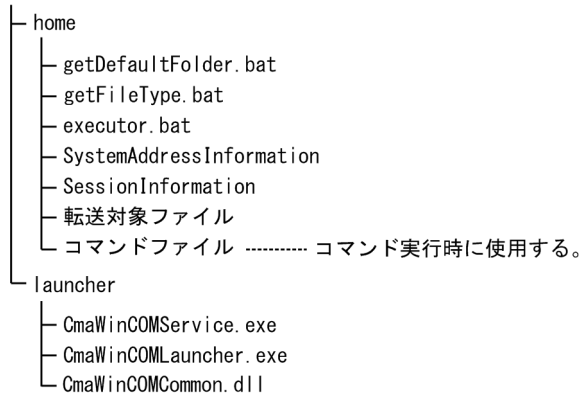 home
getDefaultFolder.bat
getFileType.bat
executor.bat
SystemAddressInformation
SessionInformation
転送対象ファイル
コマンドファイル ---------- コマンド実行時に使用する。
launcher
CmaWinCOMService.exe
CmaWinCOMLauncher.exe
CmaWinCOMCommon.dll